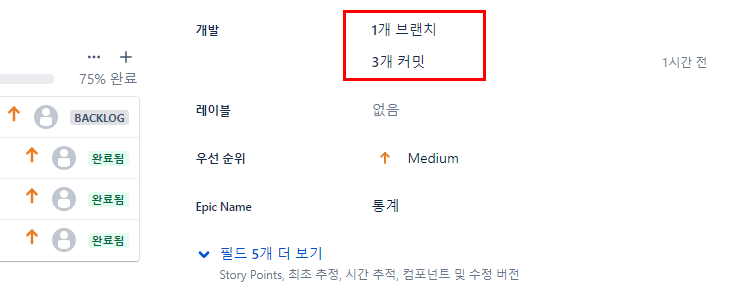 75% 완료
BACKLOG
완료됨
완료됨
완료됨
개발
1개 브랜치
3개 커밋
1시간 전
레이블
없음
우선 순위
Medium
Epic Name
통계
필드 5개 더 보기
Story Points, 최초 추정, 시간 추적, 컴포넌트 및 수정 버전